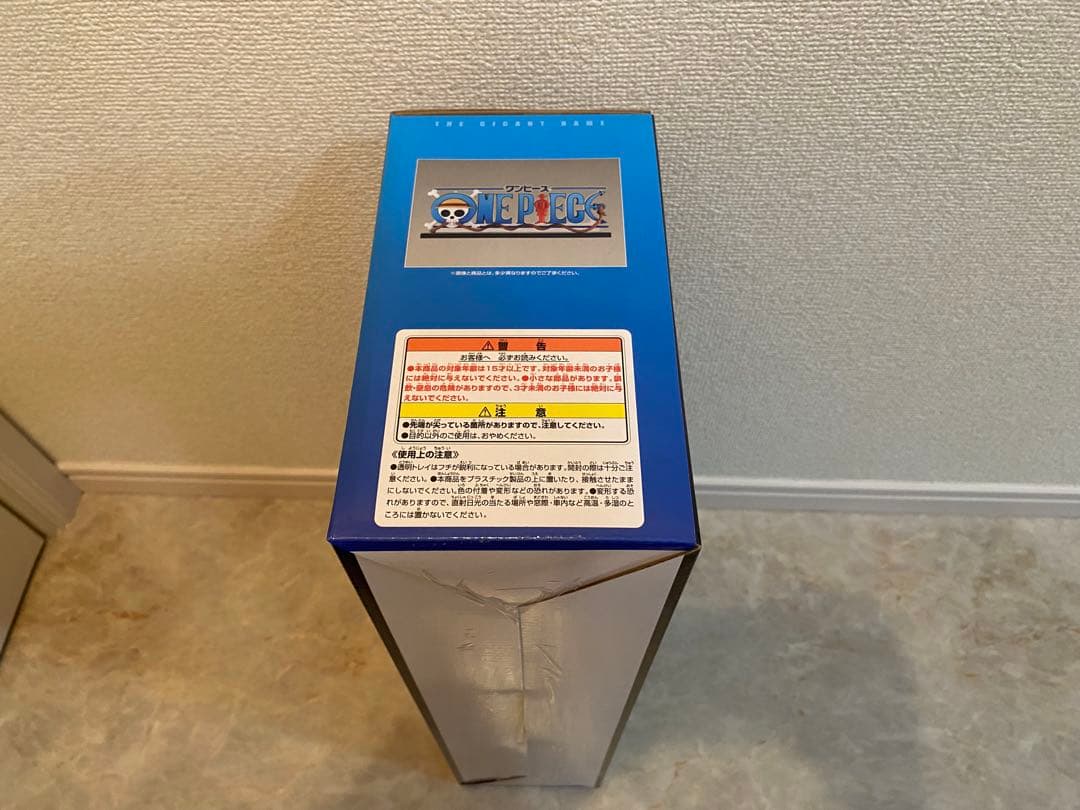 THE GIGANT NAME
ワンピース
ONE PIECE
※画像と商品とは、多少異なりますのでご了承ください。
⚠警告
お客様へ 必ずお読みください。
●本商品の対象年齢は15才以上です。対象年齢未満のお子様
には絶対に与えないでください。●小さな部品があります。誤
飲・窒息の危険がありますので、3才未満のお子様には絶対に与
えないでください。
⚠注意
●先端が尖っている箇所がありますので、注意してください。
●目的以外のご使用は、おやめください。
《使用上の注意》
●透明トレイはフチが鋭利になっている場合があります。開封の際は十分ご注
意ください。●本商品をプラスチック製品の上に置いたり、接触させたまま
にしないでください。色の付着や変形などの恐れがあります。●変形する恐
れがありますので、直射日光の当たる場所や窓際・車内など高温・多湿のと
ころには置かないでください。